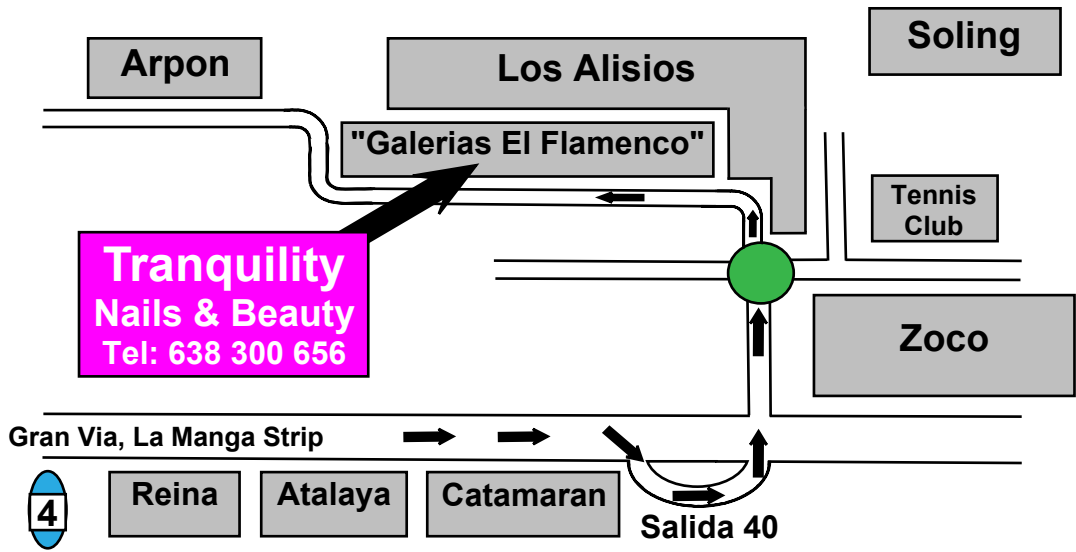 Soling
Arpon
Los Alisios
"Galerias El Flamenco"
Tennis
Club
Tranquility
Nails & Beauty
Tel: 638 300 656
Zoco
Gran Via, La Manga Strip
4
Reina
Atalaya
Catamaran
Salida 40